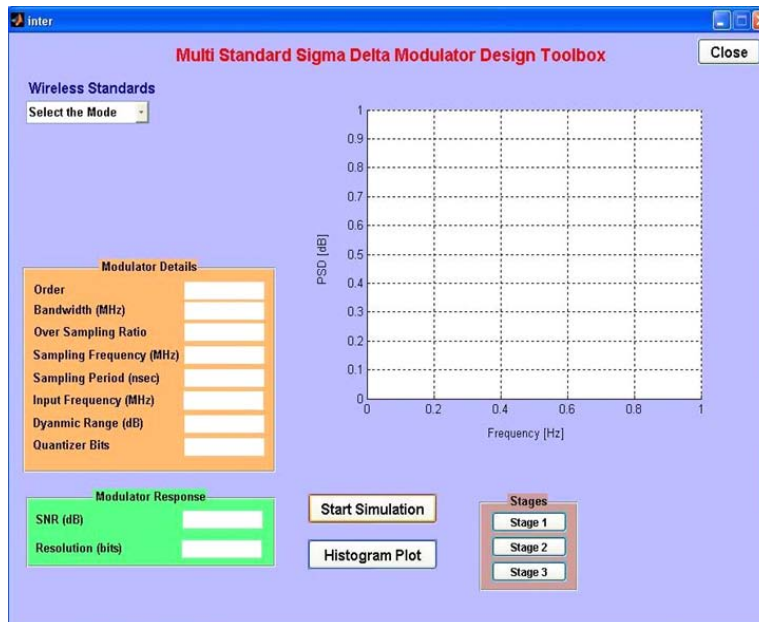 inter
Multi Standard Sigma Delta Modulator Design Toolbox
Close
Wireless Standards
Select the Mode
1
0.9
0.8
0.7
0.6
0.5
0.4
0.3
0.2
0.1
0
PSD [dB]
0 0.2 0.4 0.6 0.8 1
Frequency [Hz]
Modulator Details
Order
Bandwidth (MHz)
Over Sampling Ratio
Sampling Frequency (MHz)
Sampling Period (nsec)
Input Frequency (MHz)
Dyanmic Range (dB)
Quantizer Bits
Modulator Response
SNR (dB)
Resolution (bits)
Start Simulation
Histogram Plot
Stages
Stage 1
Stage 2
Stage 3